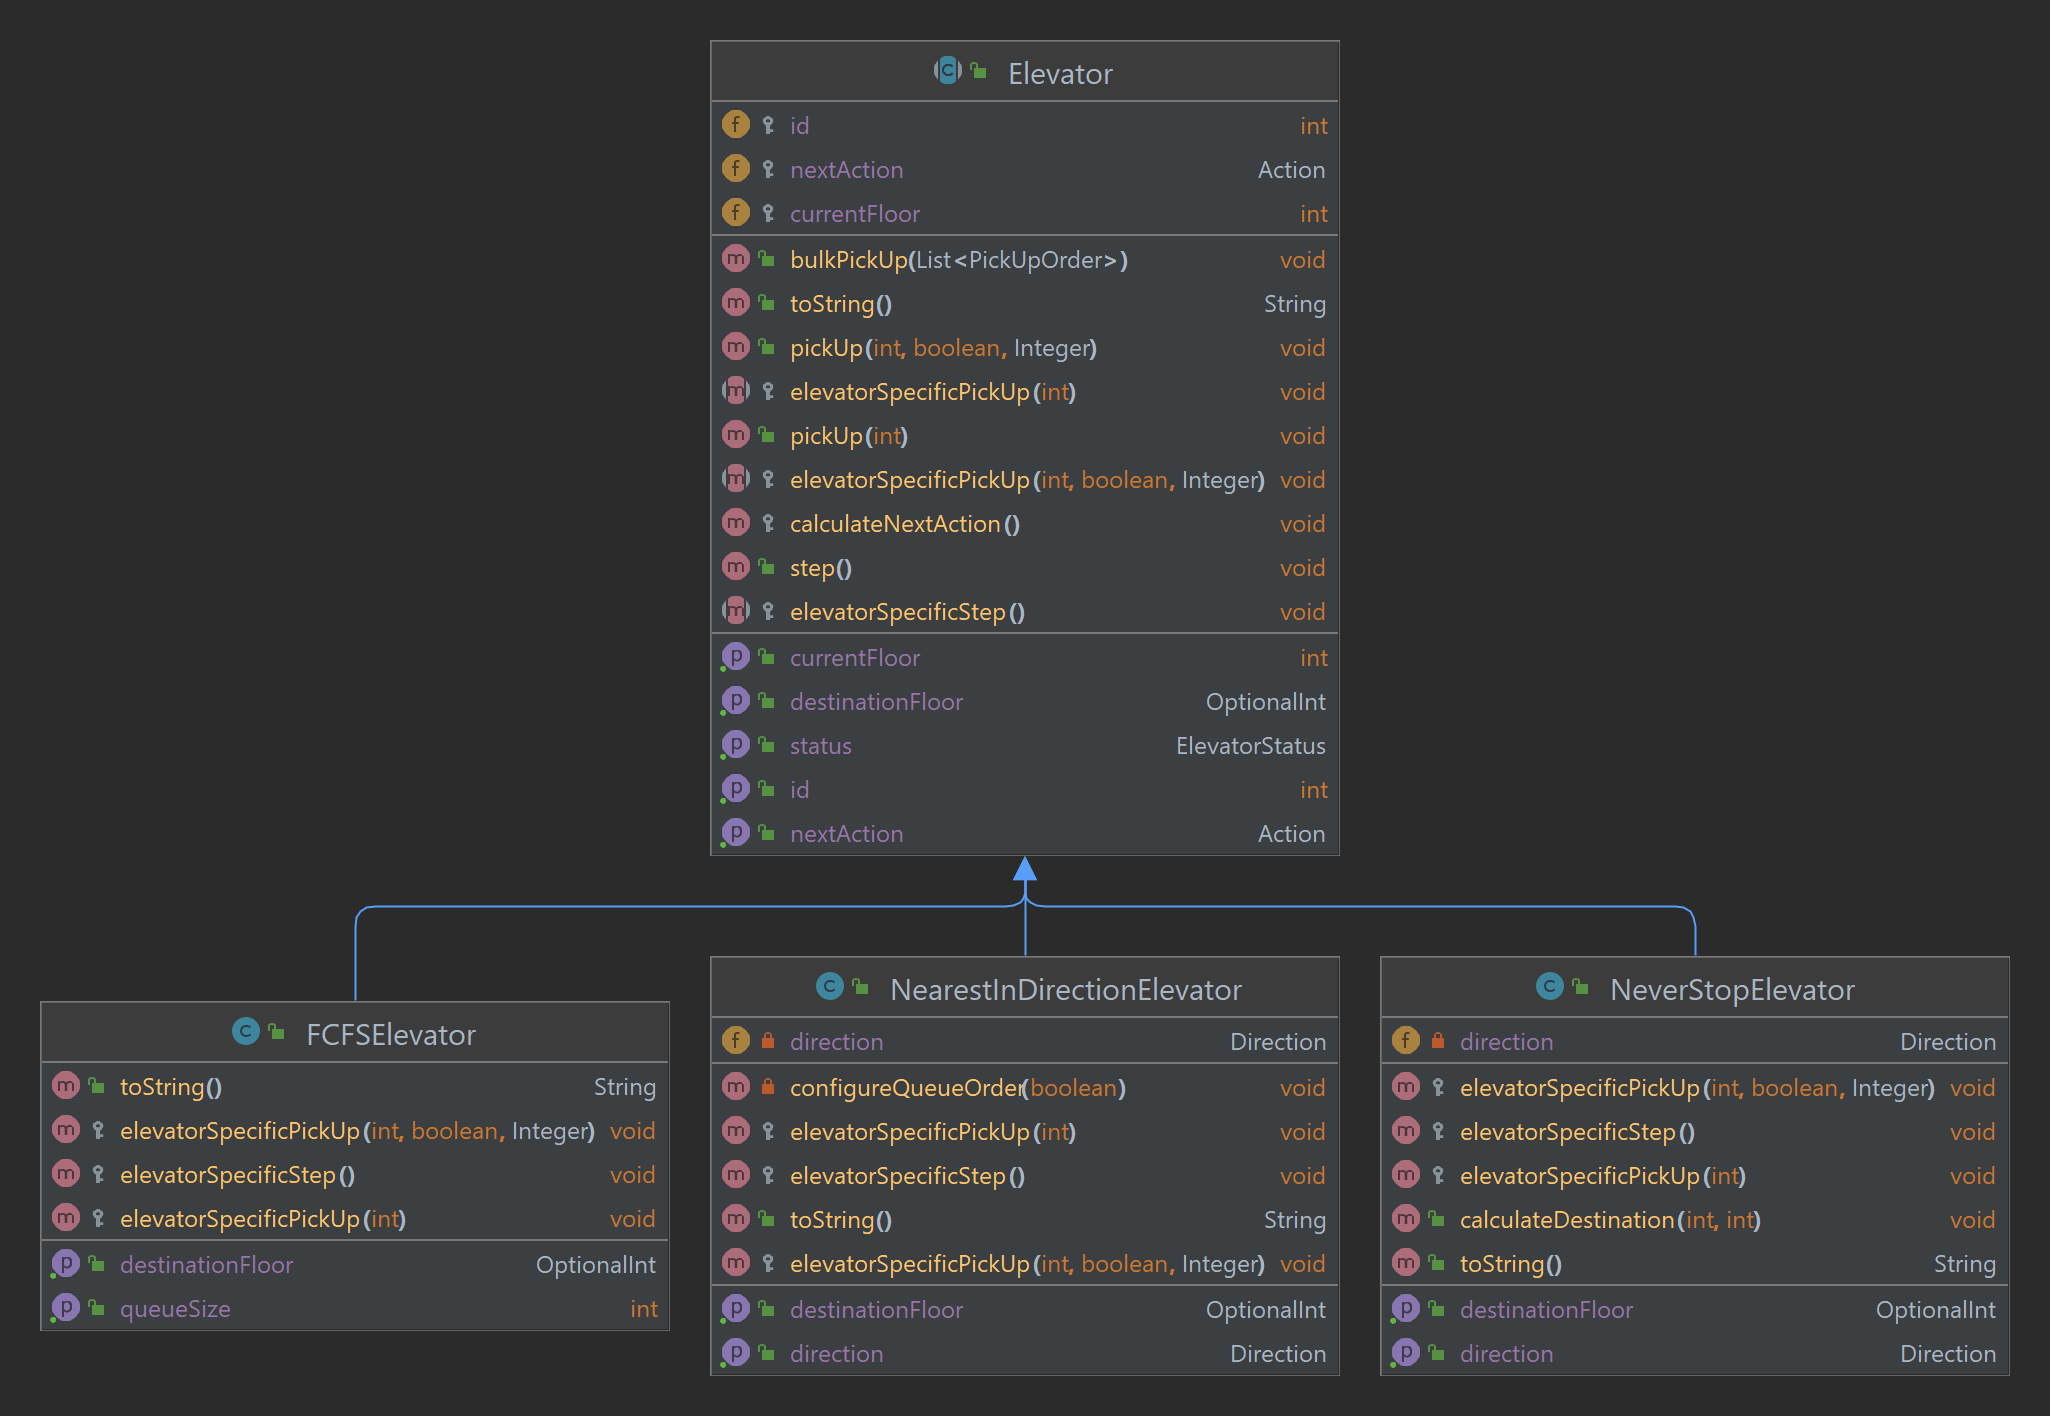 Elevator
id int
nextAction Action
currentFloor int
bulkPickUp(List<PickUpOrder>) void
toString() String
pickUp(int, boolean, Integer) void
elevatorSpecificPickUp(int) void
pickUp(int) void
elevatorSpecificPickUp(int, boolean, Integer) void
calculateNextAction() void
step() void
elevatorSpecificStep() void
currentFloor int
destinationFloor OptionalInt
status ElevatorStatus
id int
nextAction Action
FCFSElevator
toString() String
elevatorSpecificPickUp(int, boolean, Integer) void
elevatorSpecificStep() void
elevatorSpecificPickUp(int) void
destinationFloor OptionalInt
queueSize int
NearestInDirectionElevator
direction Direction
configureQueueOrder(boolean) void
elevatorSpecificPickUp(int) void
elevatorSpecificStep() void
toString() String
elevatorSpecificPickUp(int, boolean, Integer) void
destinationFloor OptionalInt
direction Direction
NeverStopElevator
direction Direction
elevatorSpecificPickUp(int, boolean, Integer) void
elevatorSpecificStep() void
elevatorSpecificPickUp(int) void
calculateDestination(int, int) void
toString() String
destinationFloor OptionalInt
direction Direction